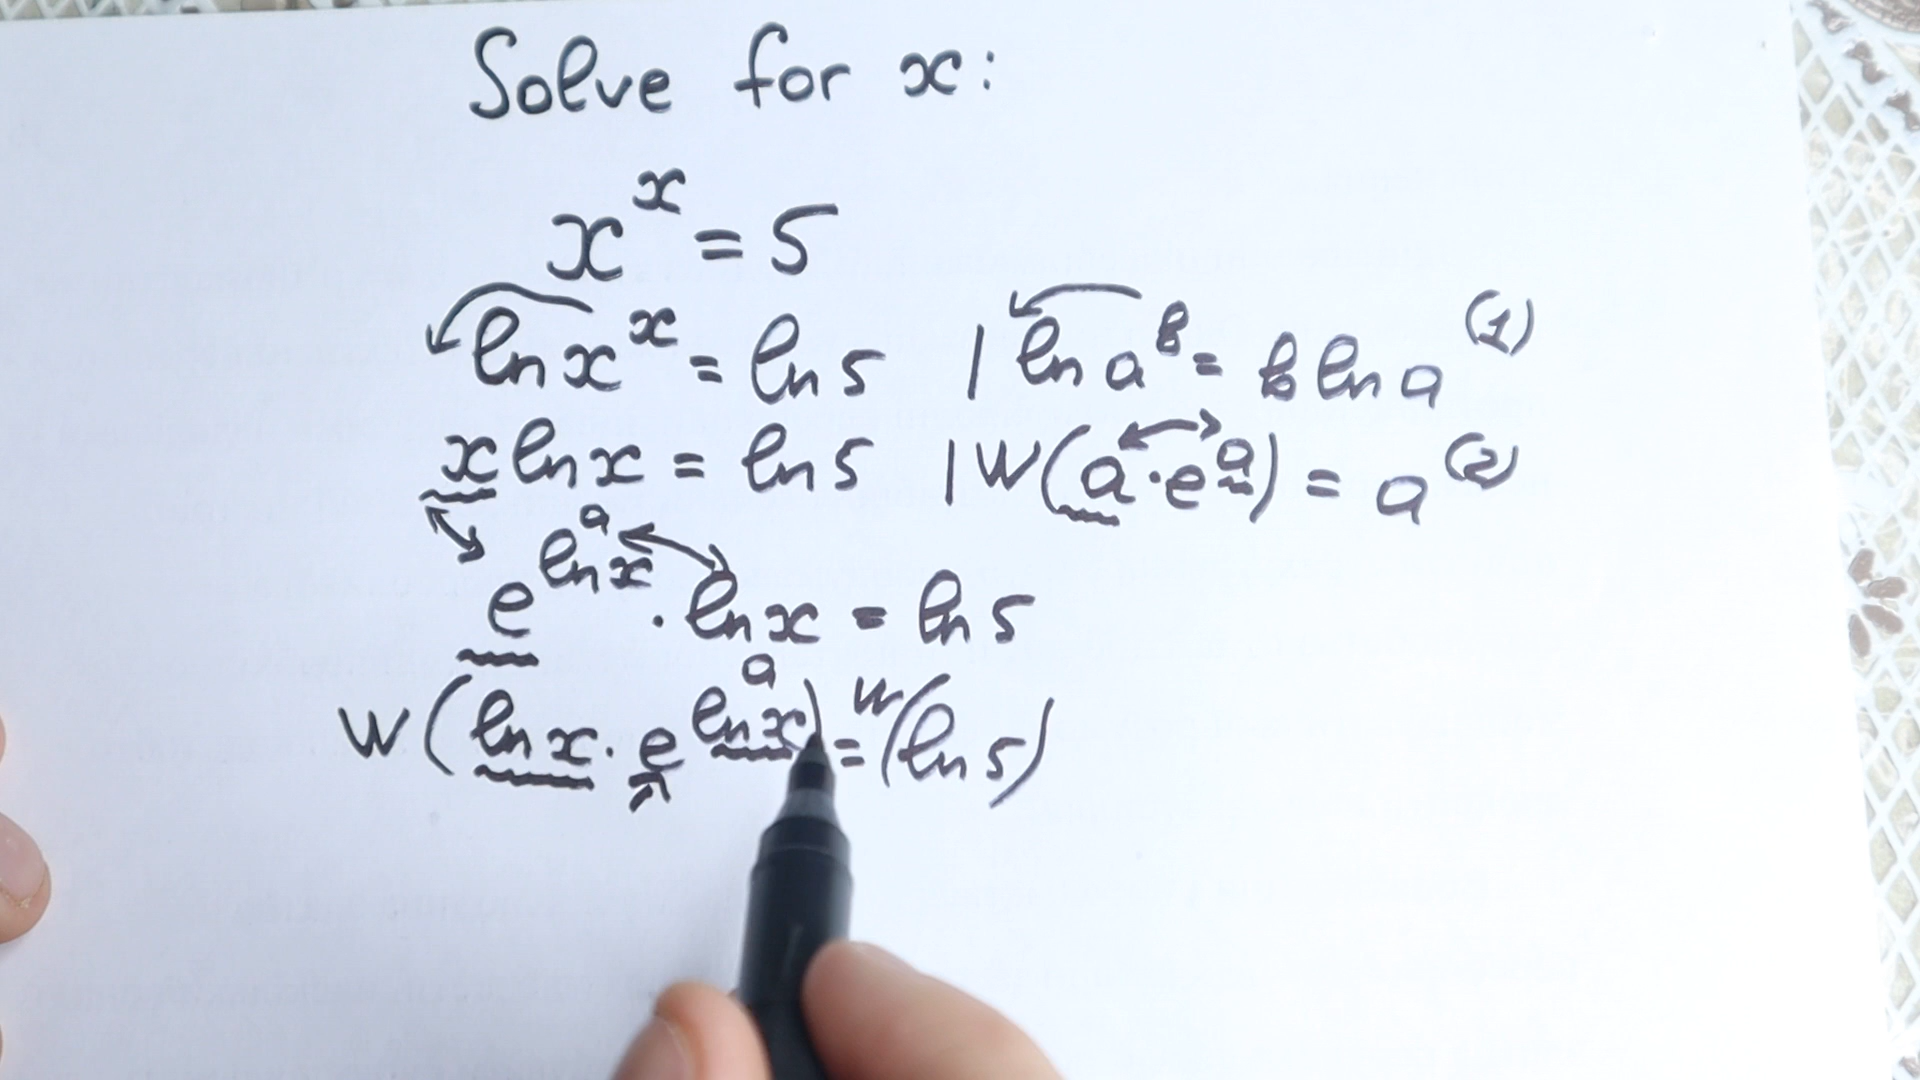 Solve for x:
x^x = 5
ln x^x = ln 5 | ln a^b = b ln a (1)
x ln x = ln 5 | W(a · e^a) = a (2)
a
e^(ln x) · ln x = ln 5
a
W(ln x · e^(ln x)) = W(ln 5)